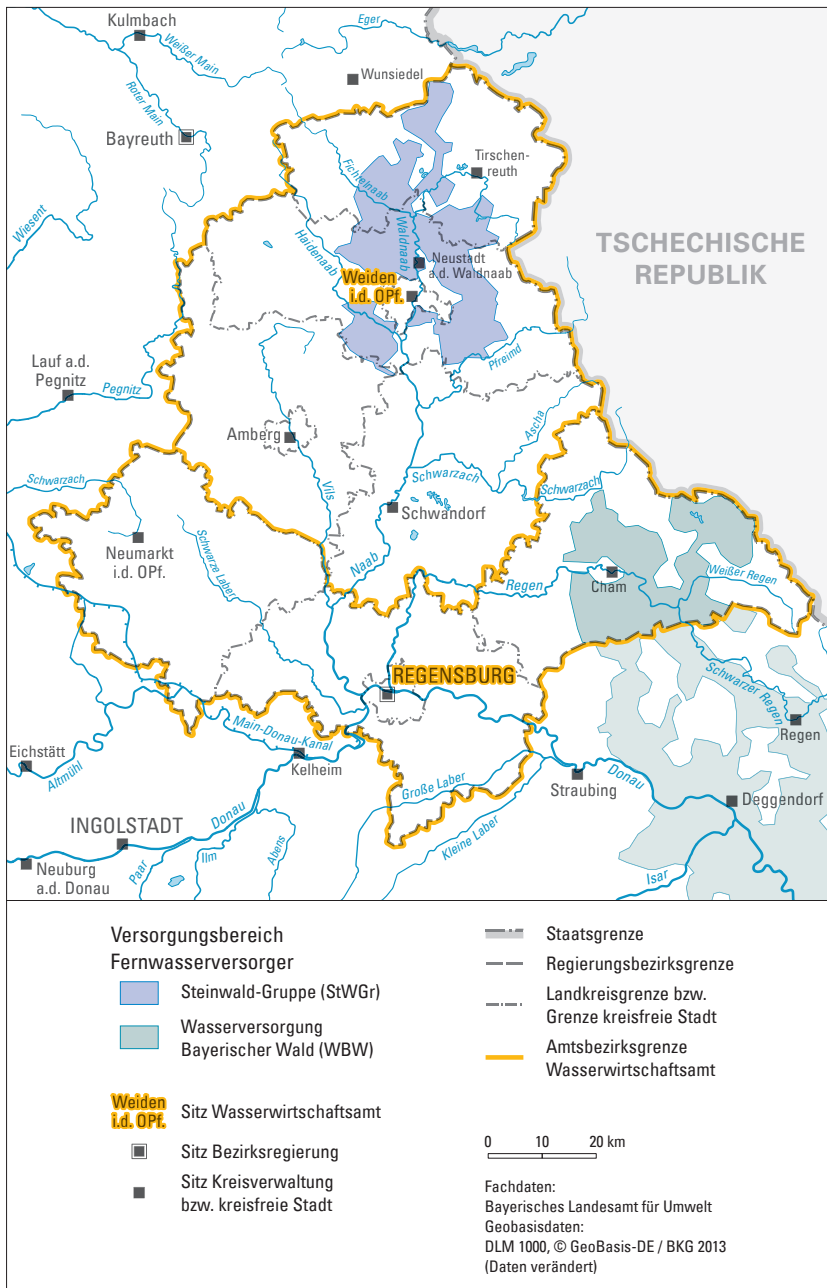 Kulmbach
Weißer Main
Eger
Wunsiedel
Roter Main
Bayreuth
Tirschen-
reuth
Fichtelnaab
Wiesent
Haidenaab
Waldnaab
TSCHECHISCHE
REPUBLIK
Neustadt
a.d. Waldnaab
Weiden
i.d. OPf.
Lauf a.d.
Pegnitz
Pegnitz
Pfreimd
Amberg
Ascha
Schwarzach
Vils
Schwarzach
Schwarzach
Schwandorf
Neumarkt
i.d. OPf.
Schwarze Laber
Naab
Regen
Cham
Weißer Regen
REGENSBURG
Schwarzer Regen
Regen
Main-Donau-Kanal
Eichstätt
Altmühl
Kelheim
Große Laber
Straubing
Donau
Deggendorf
INGOLSTADT
Donau
Kleine Laber
Neuburg
a.d. Donau
Paar
Ilm
Abens
Isar
Versorgungsbereich
Fernwasserversorger
Steinwald-Gruppe (StWGr)
Wasserversorgung
Bayerischer Wald (WBW)
Weiden
i.d. OPf.
Sitz Wasserwirtschaftsamt
Sitz Bezirksregierung
Sitz Kreisverwaltung
bzw. kreisfreie Stadt
Staatsgrenze
Regierungsbezirksgrenze
Landkreisgrenze bzw.
Grenze kreisfreie Stadt
Amtsbezirksgrenze
Wasserwirtschaftsamt
0 10 20 km
Fachdaten:
Bayerisches Landesamt für Umwelt
Geobasisdaten:
DLM 1000, © GeoBasis-DE / BKG 2013
(Daten verändert)